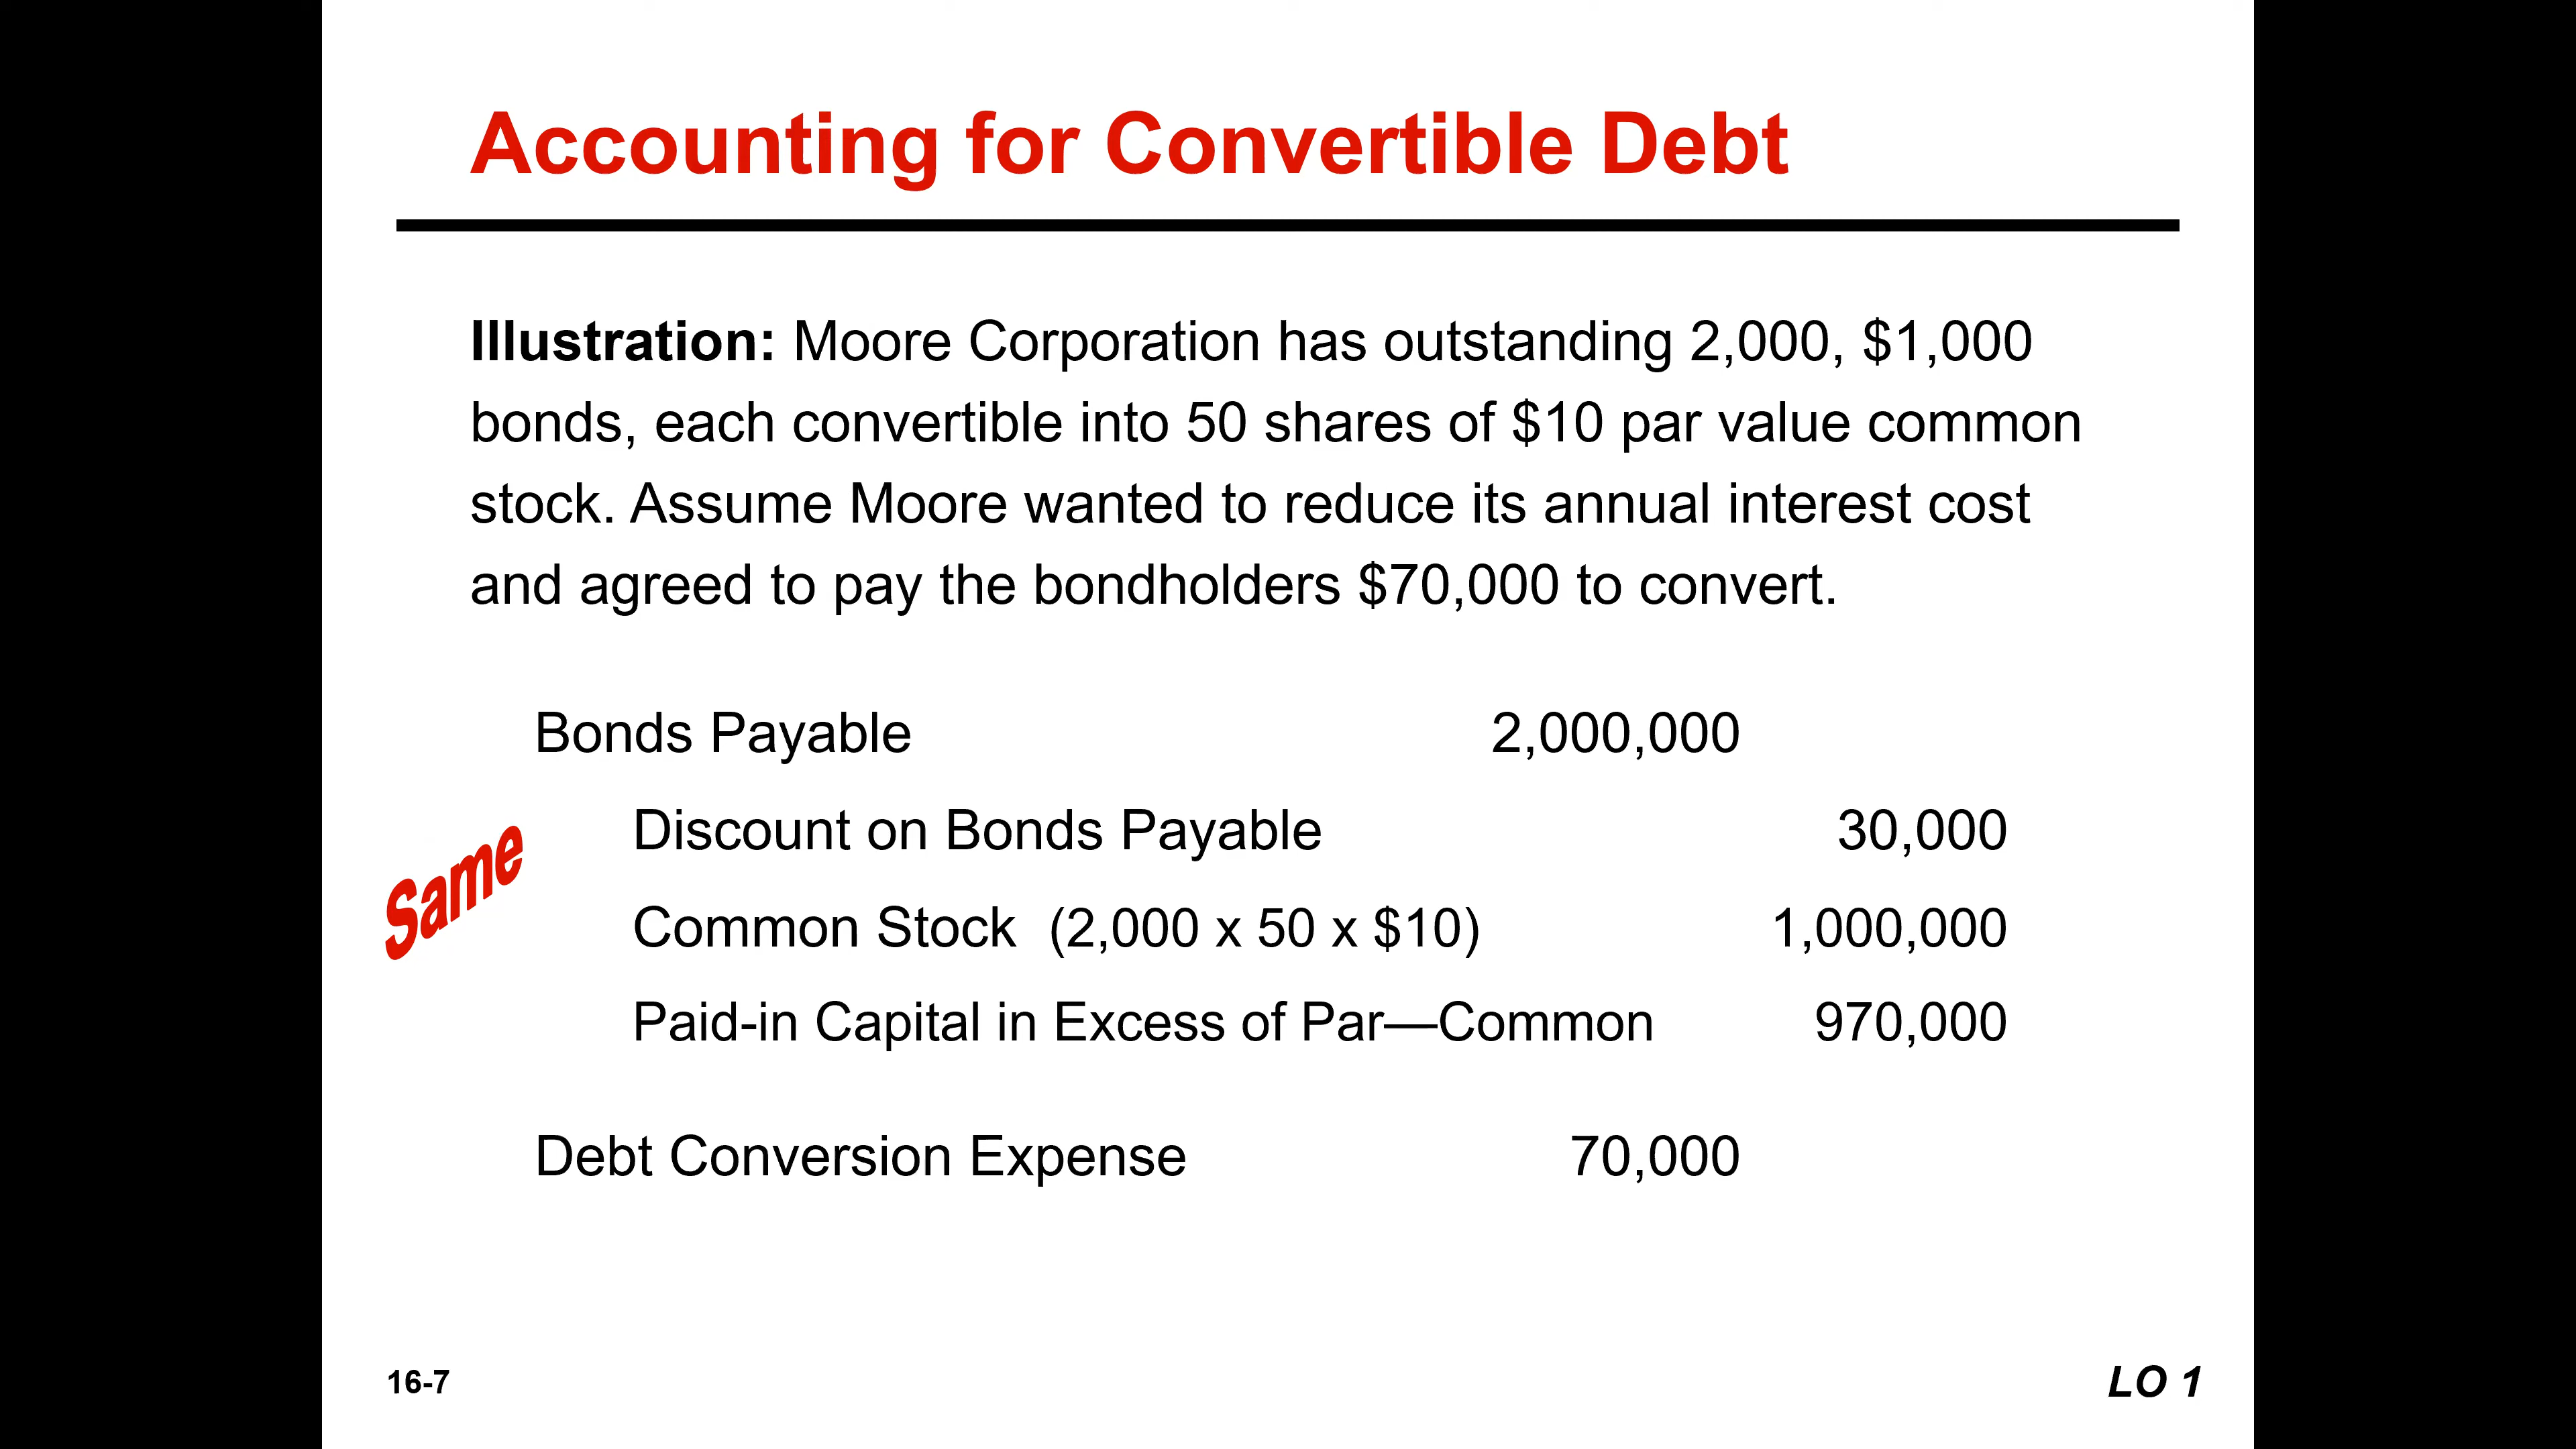 Accounting for Convertible Debt
Illustration: Moore Corporation has outstanding 2,000, $1,000
bonds, each convertible into 50 shares of $10 par value common
stock. Assume Moore wanted to reduce its annual interest cost
and agreed to pay the bondholders $70,000 to convert.
Bonds Payable 2,000,000
Discount on Bonds Payable 30,000
Same
Common Stock (2,000 x 50 x $10) 1,000,000
Paid-in Capital in Excess of Par—Common 970,000
Debt Conversion Expense 70,000
16-7 LO 1